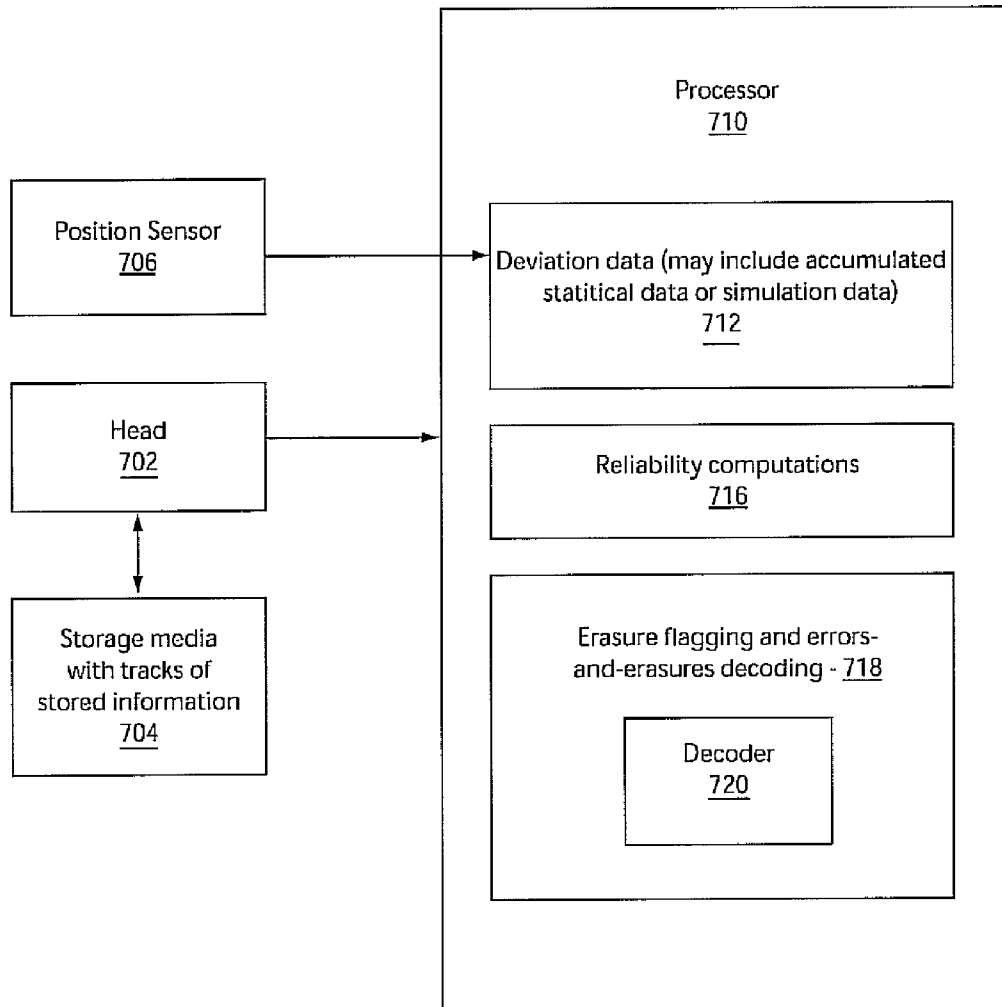 Processor
710
Position Sensor
706
Deviation data (may include accumulated
statitical data or simulation data)
712
Head
702
Reliability computations
716
Storage media
with tracks of
stored information
704
Erasure flagging and errors-
and-erasures decoding - 718
Decoder
720